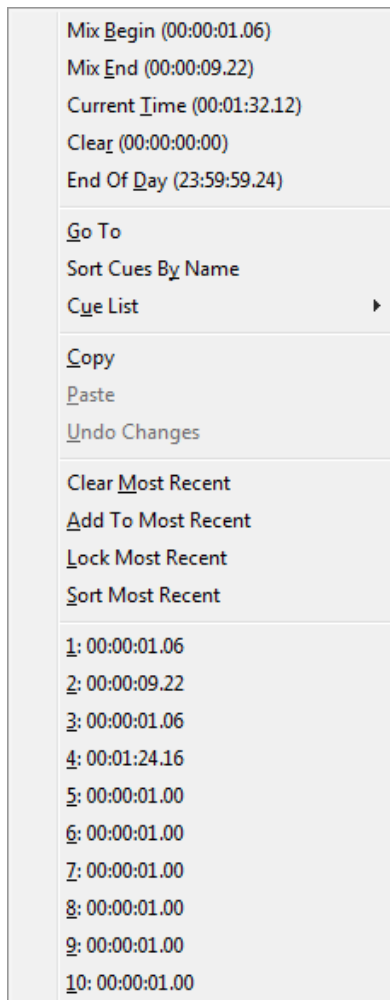 Mix Begin (00:00:01.06)
Mix End (00:00:09.22)
Current Time (00:01:32.12)
Clear (00:00:00:00)
End Of Day (23:59:59.24)
Go To
Sort Cues By Name
Cue List
Copy
Paste
Undo Changes
Clear Most Recent
Add To Most Recent
Lock Most Recent
Sort Most Recent
1: 00:00:01.06
2: 00:00:09.22
3: 00:00:01.06
4: 00:01:24.16
5: 00:00:01.00
6: 00:00:01.00
7: 00:00:01.00
8: 00:00:01.00
9: 00:00:01.00
10: 00:00:01.00